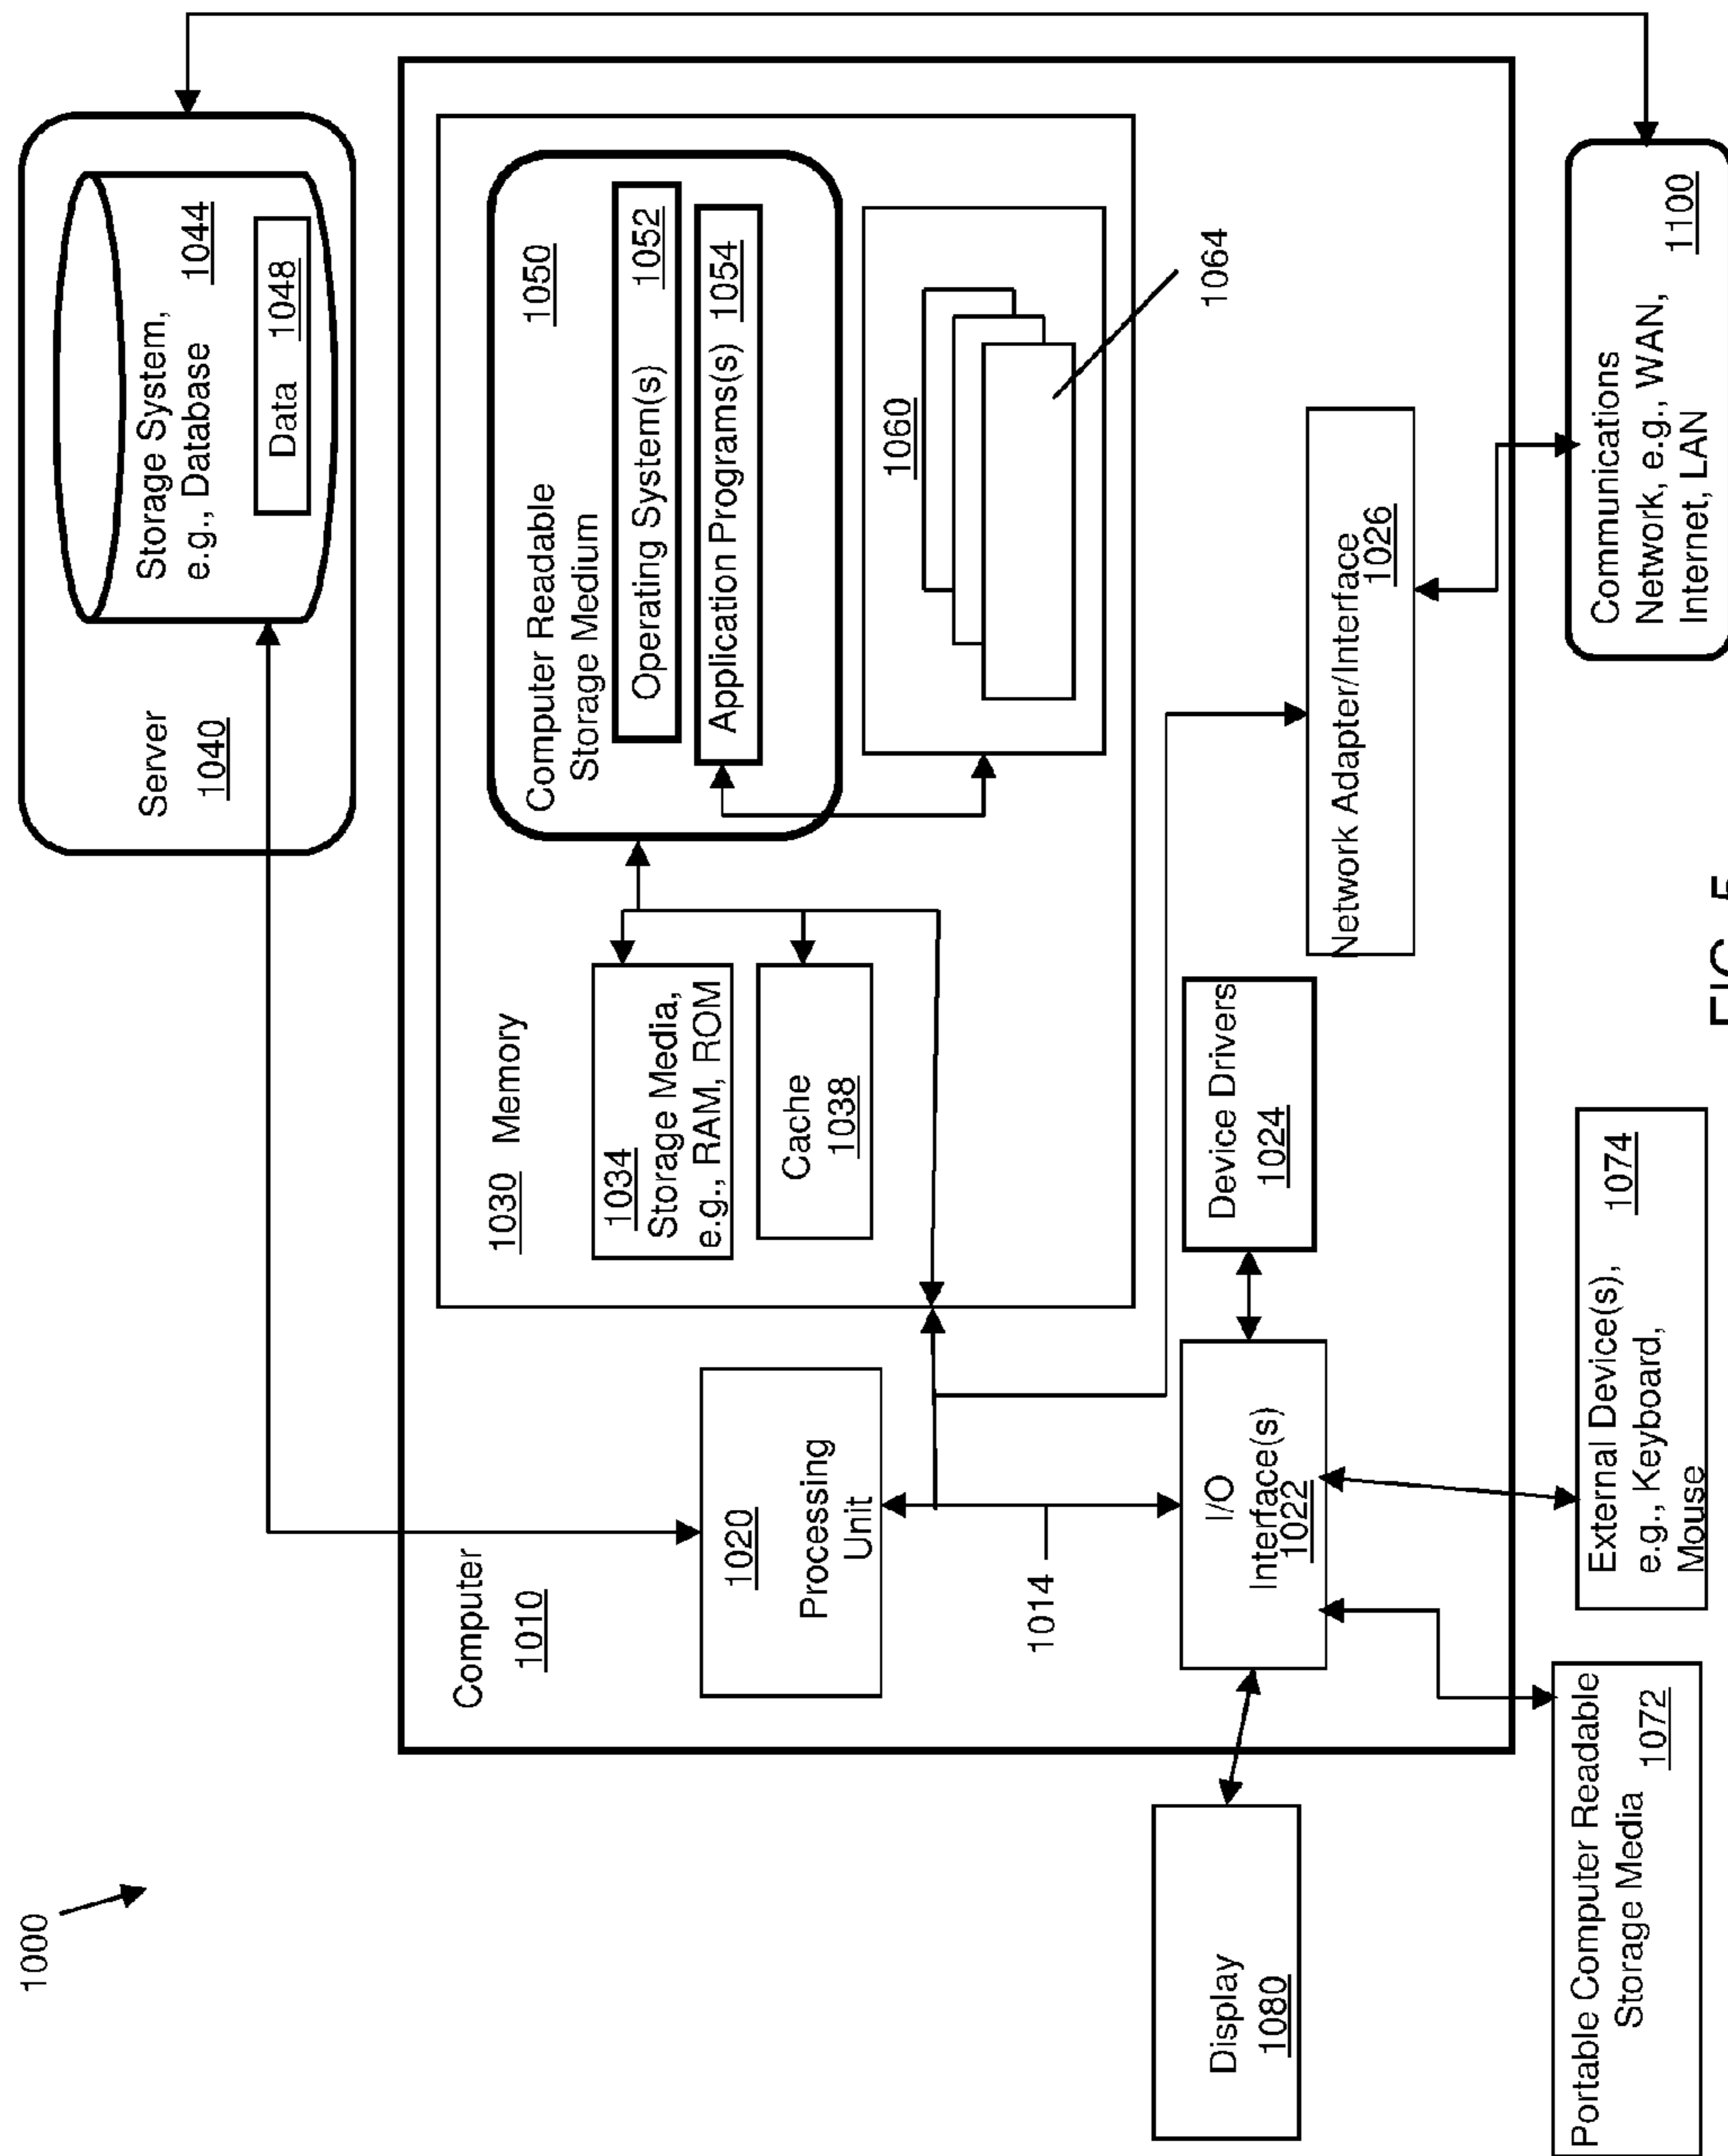 1000
Server
1040
Storage System,
e.g., Database
1044
Data 1048
Computer
1010
1030 Memory
1034
Storage Media,
e.g., RAM, ROM
Cache
1038
Computer Readable
Storage Medium
1050
Operating System(s) 1052
Application Programs(s) 1054
1060
1064
1020
Processing
Unit
1014
I/O
Interface(s)
1022
Device Drivers
1024
Network Adapter/Interface
1026
Display
1080
Portable Computer Readable
Storage Media 1072
External Device(s),
e.g., Keyboard,
Mouse
1074
Communications
Network, e.g., WAN,
Internet, LAN
1100
FIG. 5